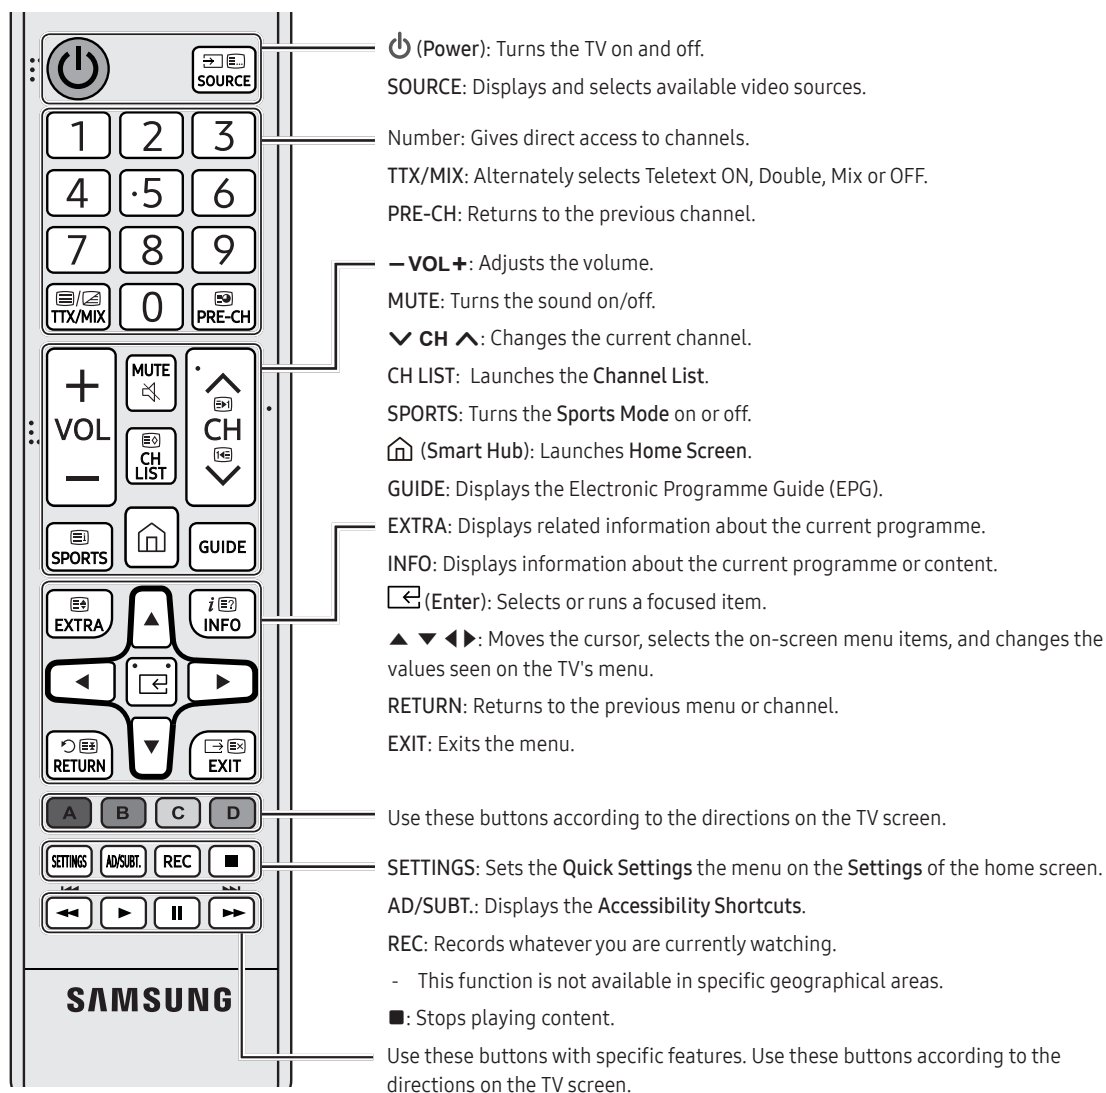 SOURCE
1 2 3
4 ·5 6
7 8 9
TTX/MIX 0 PRE-CH
+ MUTE
VOL CH
CH LIST
−
SPORTS GUIDE
EXTRA i INFO
RETURN EXIT
A B C D
SETTINGS AD/SUBT. REC
SAMSUNG
(Power): Turns the TV on and off.
SOURCE: Displays and selects available video sources.
Number: Gives direct access to channels.
TTX/MIX: Alternately selects Teletext ON, Double, Mix or OFF.
PRE-CH: Returns to the previous channel.
− VOL +: Adjusts the volume.
MUTE: Turns the sound on/off.
CH : Changes the current channel.
CH LIST: Launches the Channel List.
SPORTS: Turns the Sports Mode on or off.
(Smart Hub): Launches Home Screen.
GUIDE: Displays the Electronic Programme Guide (EPG).
EXTRA: Displays related information about the current programme.
INFO: Displays information about the current programme or content.
(Enter): Selects or runs a focused item.
▲ ▼ ◀ ▶: Moves the cursor, selects the on-screen menu items, and changes the
values seen on the TV's menu.
RETURN: Returns to the previous menu or channel.
EXIT: Exits the menu.
Use these buttons according to the directions on the TV screen.
SETTINGS: Sets the Quick Settings the menu on the Settings of the home screen.
AD/SUBT.: Displays the Accessibility Shortcuts.
REC: Records whatever you are currently watching.
- This function is not available in specific geographical areas.
■: Stops playing content.
Use these buttons with specific features. Use these buttons according to the
directions on the TV screen.